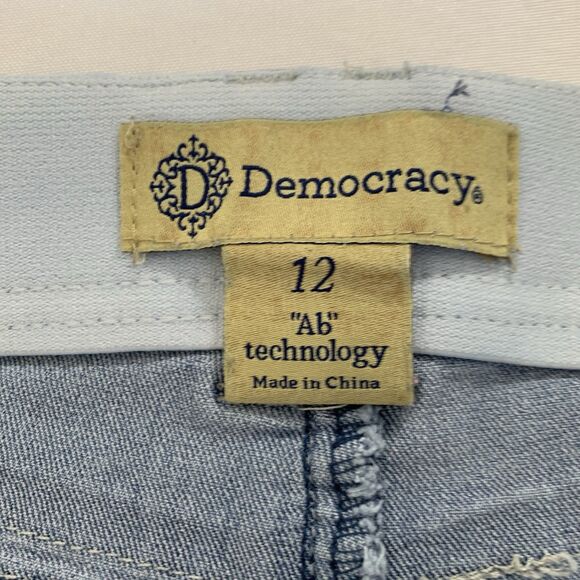 D Democracy®
12
"Ab"
technology
Made in China